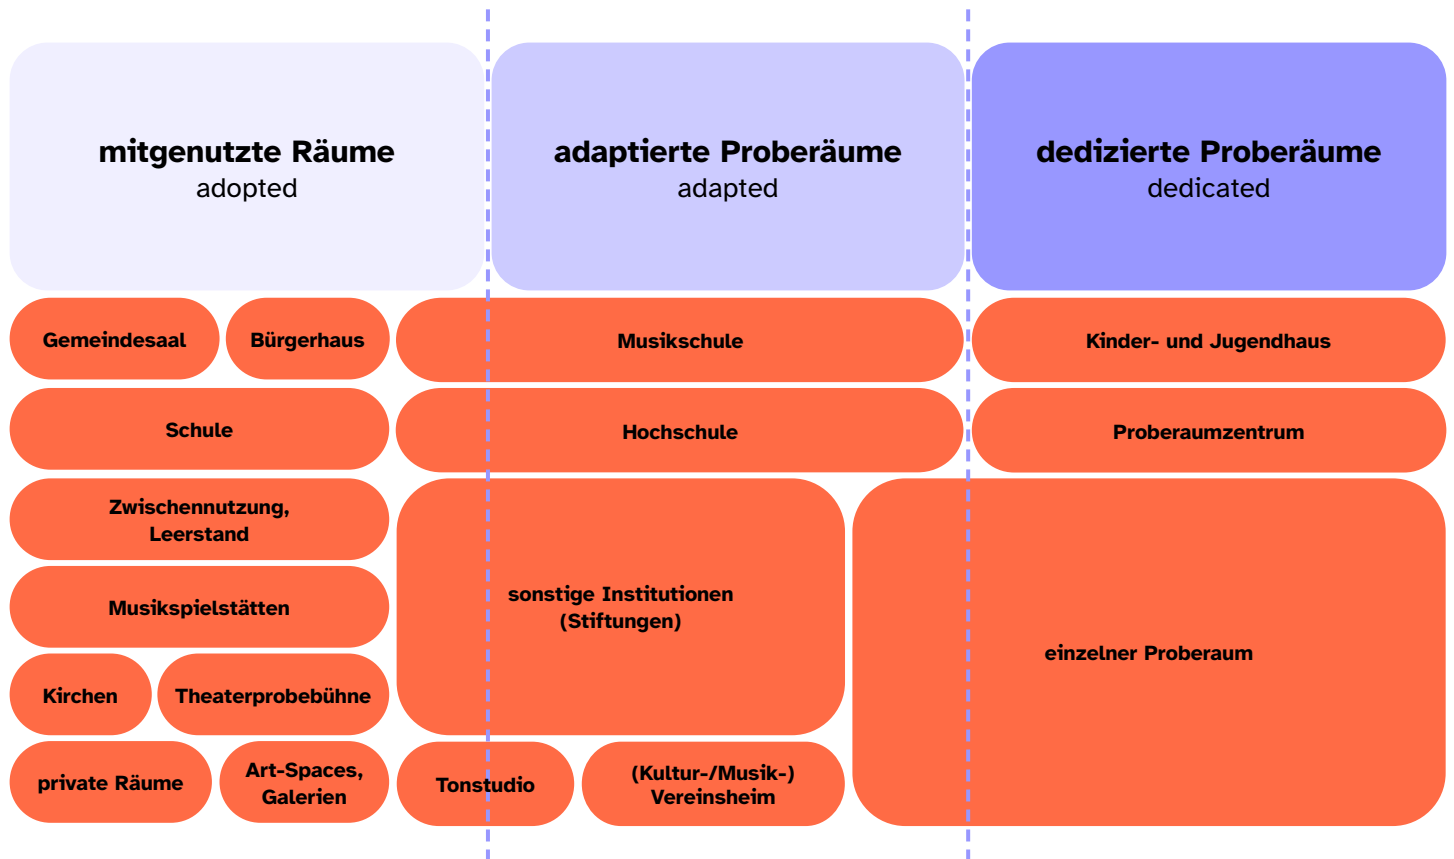 mitgenutzte Räume
adopted
adaptierte Proberäume
adapted
dedizierte Proberäume
dedicated
Gemeindesaal
Bürgerhaus
Musikschule
Kinder- und Jugendhaus
Schule
Hochschule
Proberaumzentrum
Zwischennutzung,
Leerstand
Musikspielstätten
sonstige Institutionen
(Stiftungen)
einzelner Proberaum
Kirchen
Theaterprobebühne
private Räume
Art-Spaces,
Galerien
Tonstudio
(Kultur-/Musik-)
Vereinsheim